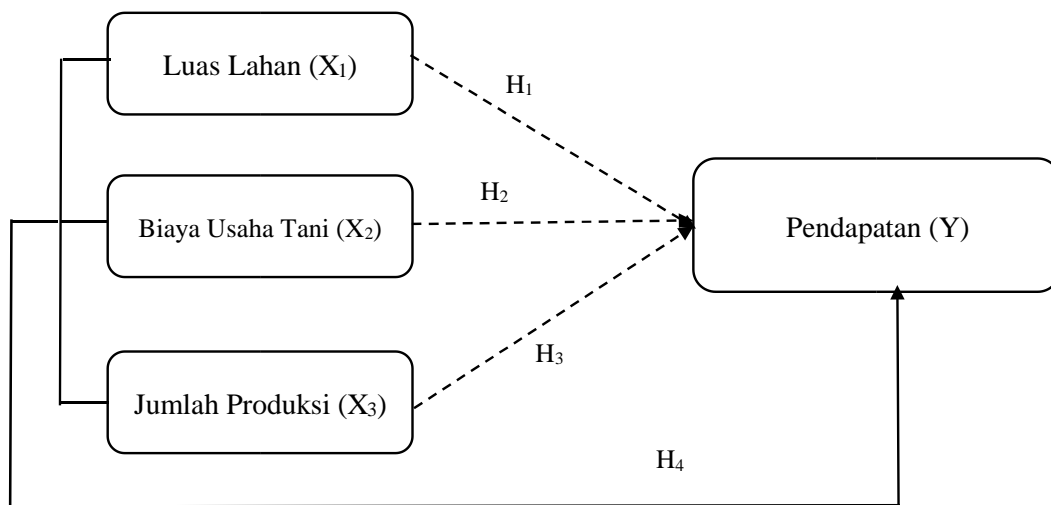 Luas Lahan (X₁)
H₁
Biaya Usaha Tani (X₂)
H₂
Pendapatan (Y)
Jumlah Produksi (X₃)
H₃
H₄